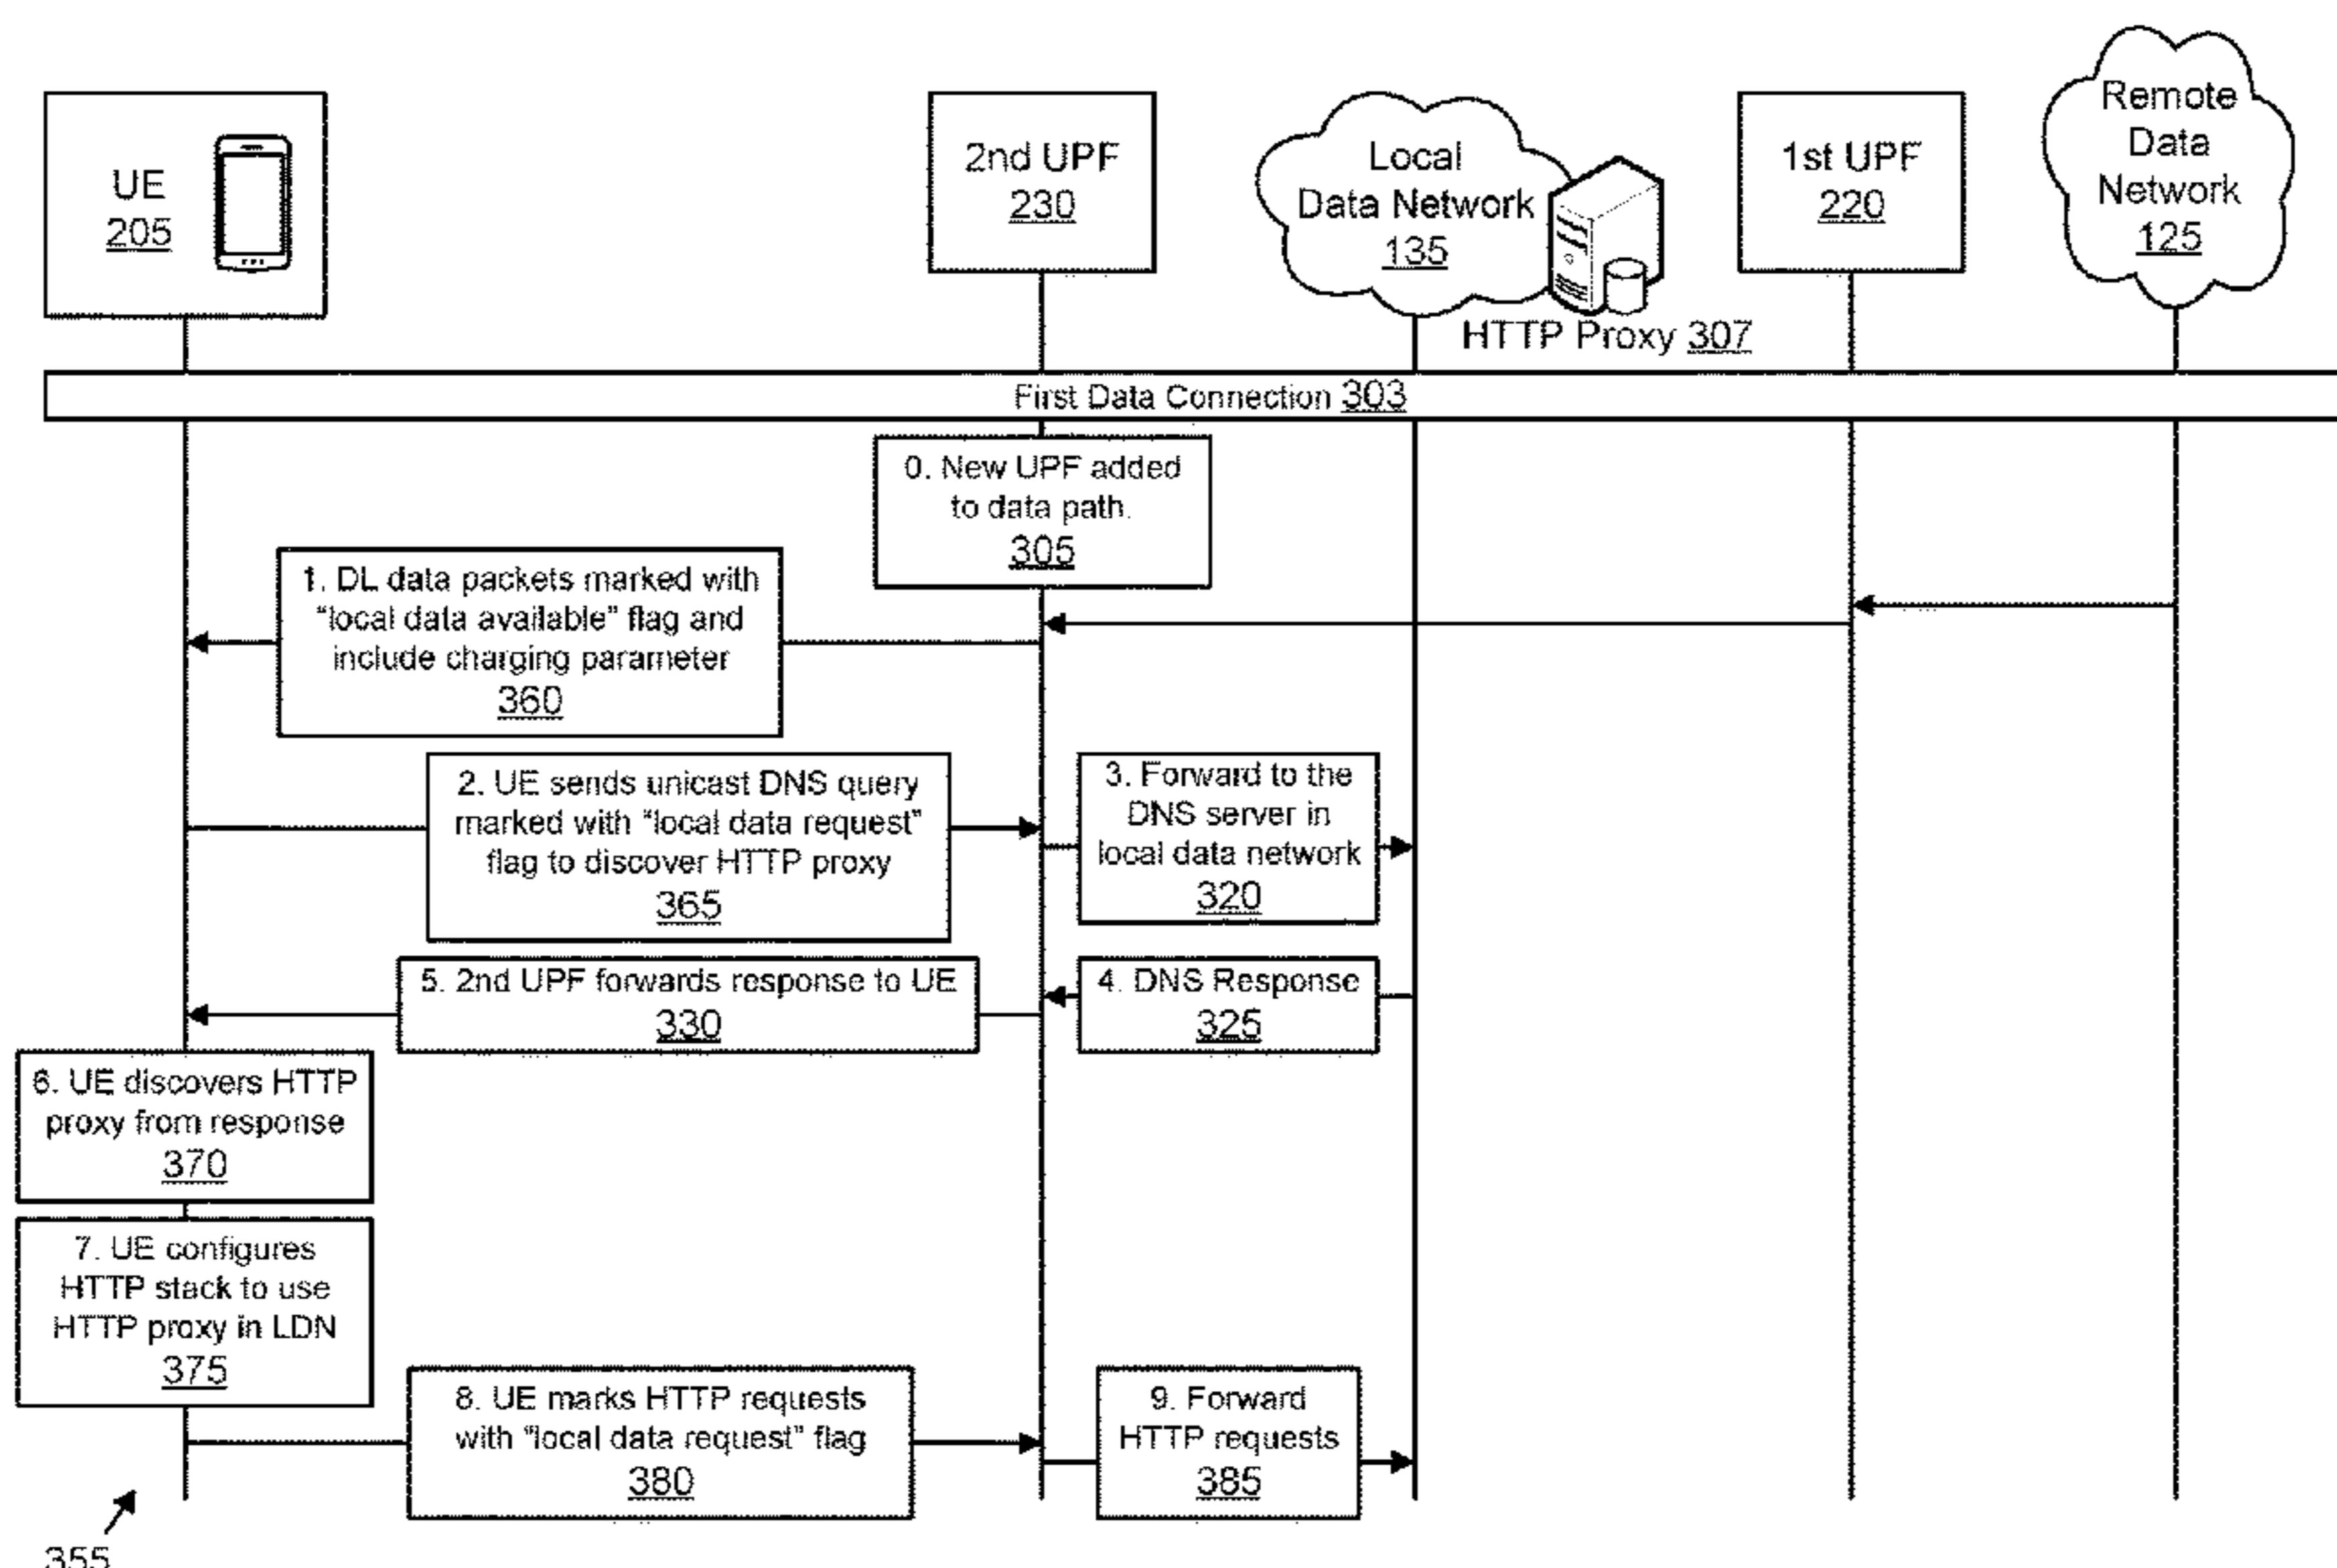 UE
205
2nd UPF
230
Local
Data Network
135
HTTP Proxy 307
1st UPF
220
Remote
Data
Network
125
First Data Connection 303
0. New UPF added
to data path.
305
1. DL data packets marked with
“local data available” flag and
include charging parameter
360
2. UE sends unicast DNS query
marked with “local data request”
flag to discover HTTP proxy
365
3. Forward to the
DNS server in
local data network
320
5. 2nd UPF forwards response to UE
330
4. DNS Response
325
6. UE discovers HTTP
proxy from response
370
7. UE configures
HTTP stack to use
HTTP proxy in LDN
375
8. UE marks HTTP requests
with “local data request” flag
380
9. Forward
HTTP requests
385
355